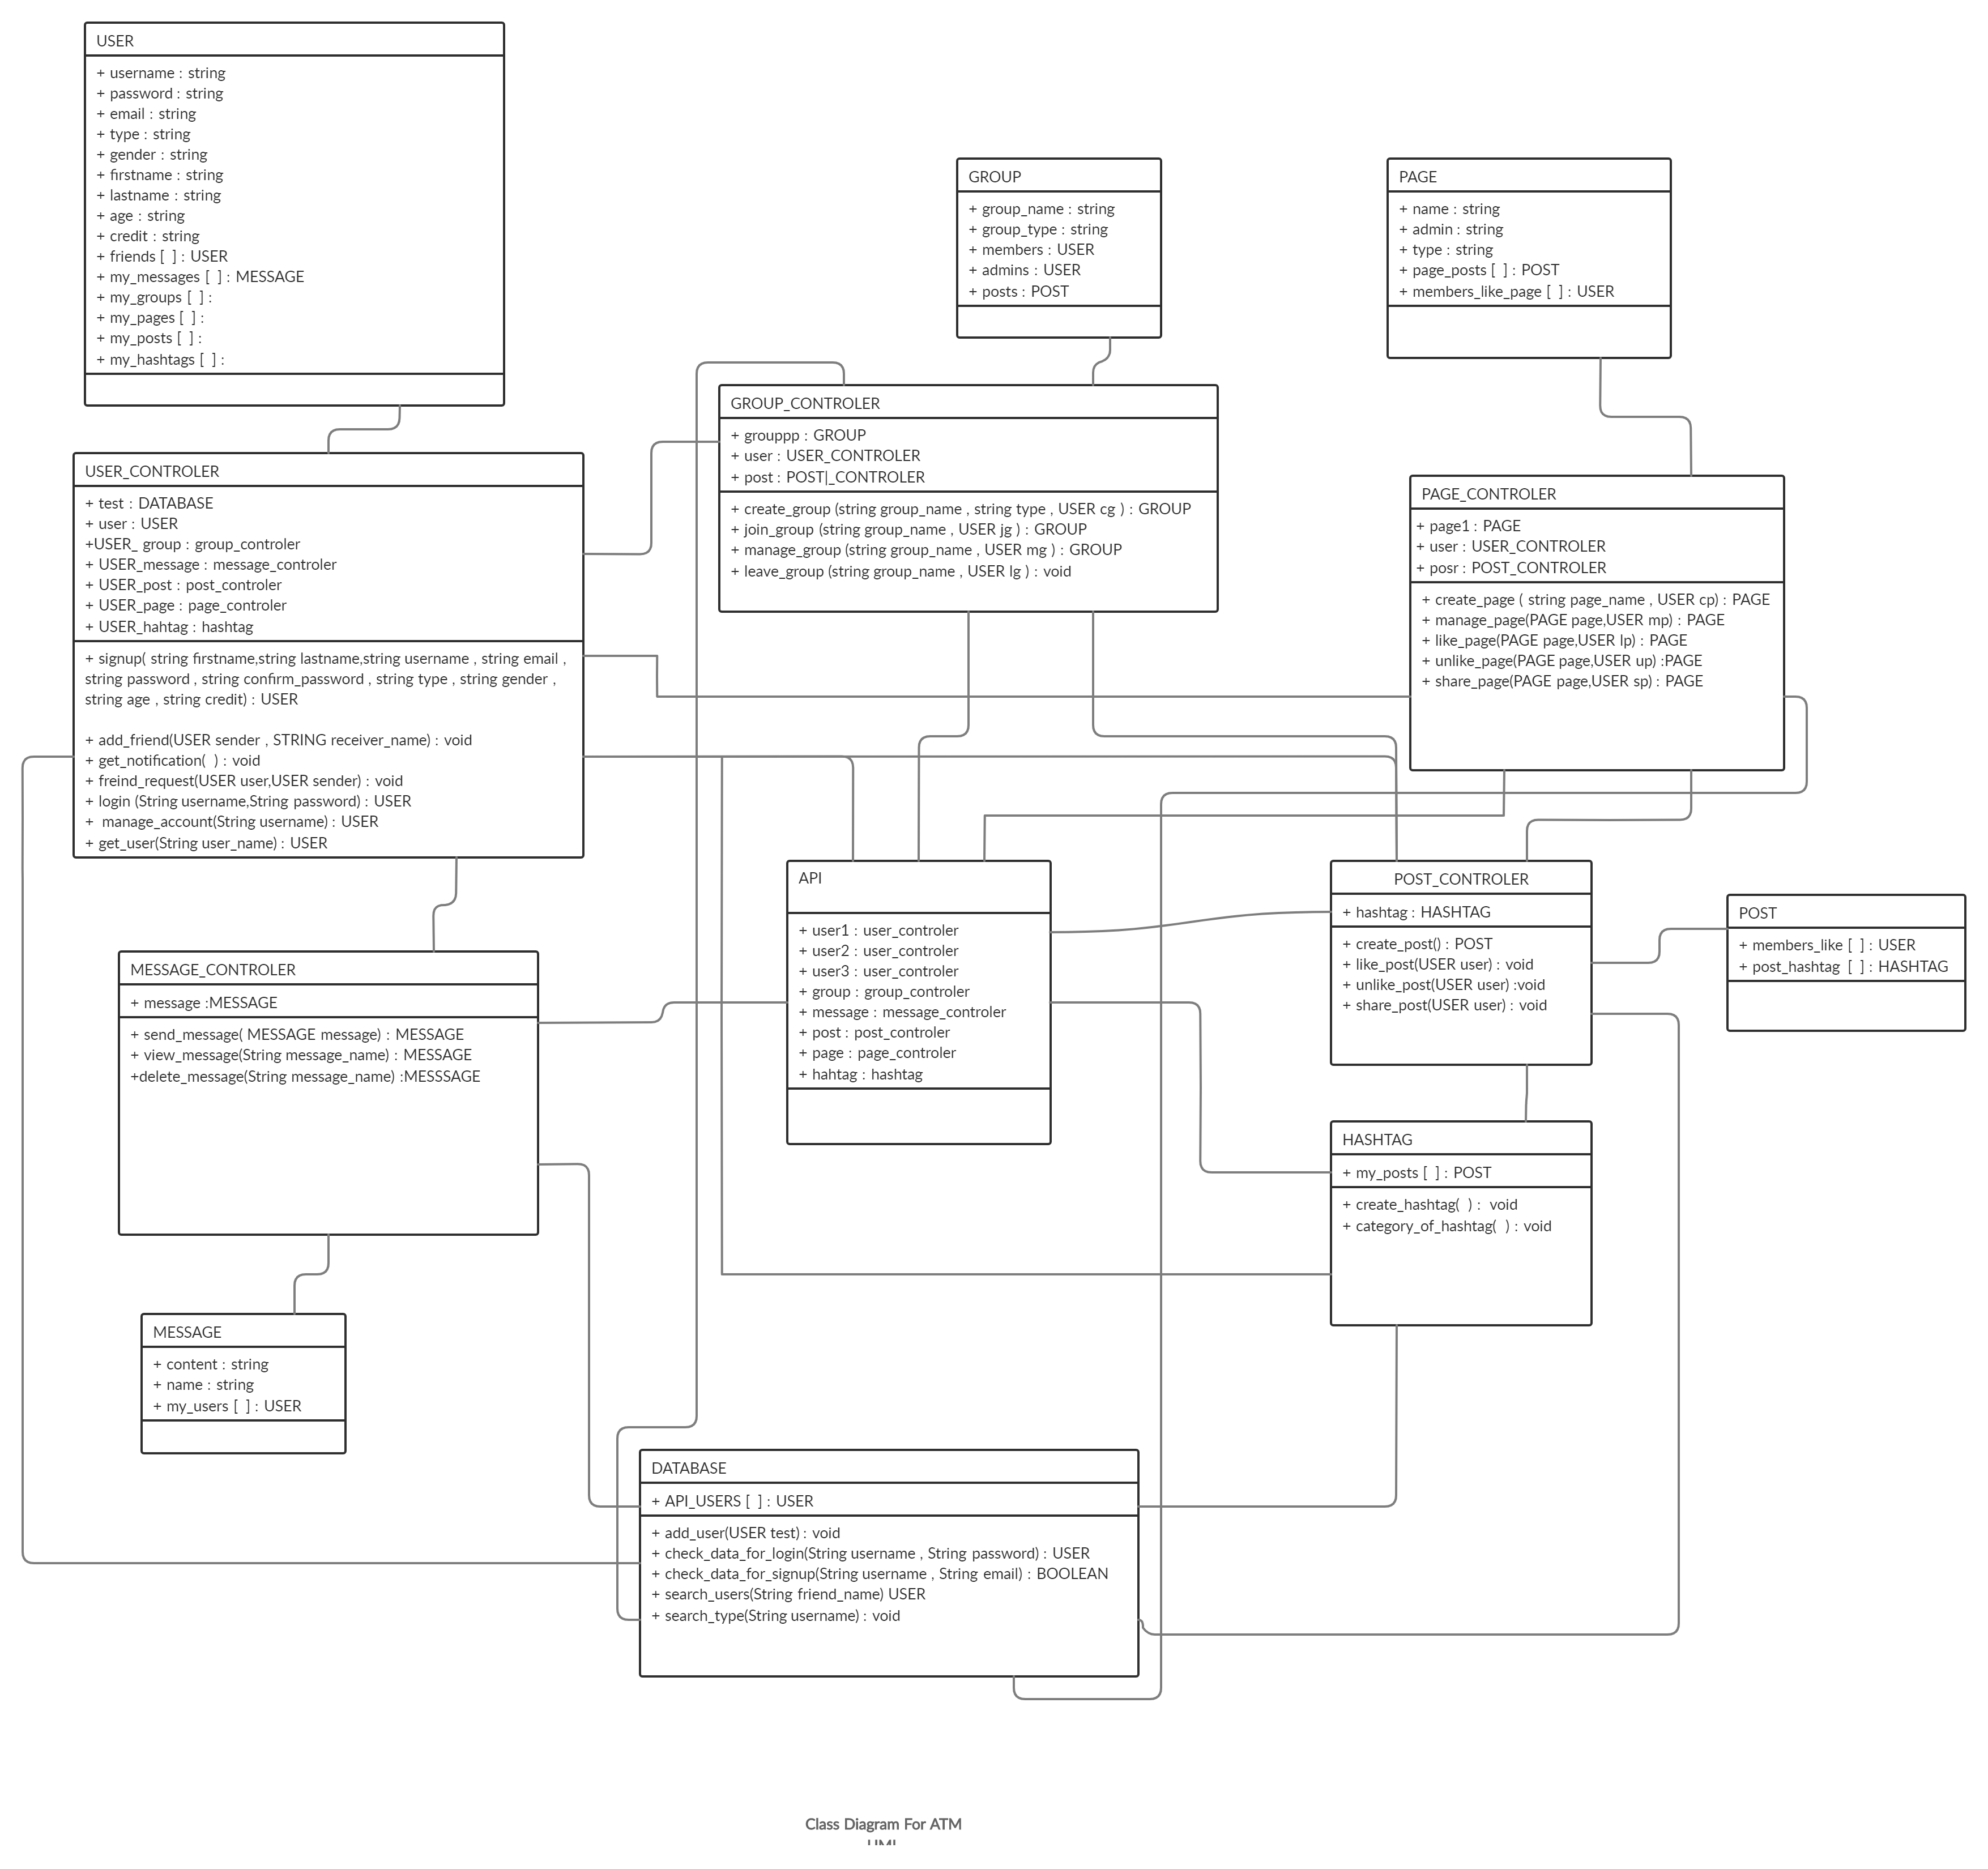 USER
+ username : string
+ password : string
+ email : string
+ type : string
+ gender : string
+ firstname : string
+ lastname : string
+ age : string
+ credit : string
+ friends [  ] : USER
+ my_messages [  ] : MESSAGE
+ my_groups [  ] :
+ my_pages [  ] :
+ my_posts [  ] :
+ my_hashtags [  ] :
GROUP
+ group_name : string
+ group_type : string
+ members : USER
+ admins : USER
+ posts : POST
PAGE
+ name : string
+ admin : string
+ type : string
+ page_posts [  ] : POST
+ members_like_page [  ] : USER
GROUP_CONTROLER
+ grouppp : GROUP
+ user : USER_CONTROLER
+ post : POST|_CONTROLER
+ create_group (string group_name , string type , USER cg ) : GROUP
+ join_group (string group_name , USER jg ) : GROUP
+ manage_group (string group_name , USER mg ) : GROUP
+ leave_group (string group_name , USER lg ) : void
USER_CONTROLER
+ test : DATABASE
+ user : USER
+USER_ group : group_controler
+ USER_message : message_controler
+ USER_post : post_controler
+ USER_page : page_controler
+ USER_hahtag : hashtag
+ signup( string firstname,string lastname,string username , string email ,
string password , string confirm_password , string type , string gender ,
string age , string credit) : USER
+ add_friend(USER sender , STRING receiver_name) : void
+ get_notification(  ) : void
+ freind_request(USER user,USER sender) : void
+ login (String username,String password) : USER
+  manage_account(String username) : USER
+ get_user(String user_name) : USER
PAGE_CONTROLER
+ page1 : PAGE
+ user : USER_CONTROLER
+ posr : POST_CONTROLER
+ create_page ( string page_name , USER cp) : PAGE
+ manage_page(PAGE page,USER mp) : PAGE
+ like_page(PAGE page,USER lp) : PAGE
+ unlike_page(PAGE page,USER up) :PAGE
+ share_page(PAGE page,USER sp) : PAGE
API
+ user1 : user_controler
+ user2 : user_controler
+ user3 : user_controler
+ group : group_controler
+ message : message_controler
+ post : post_controler
+ page : page_controler
+ hahtag : hashtag
POST_CONTROLER
+ hashtag : HASHTAG
+ create_post() : POST
+ like_post(USER user) : void
+ unlike_post(USER user) :void
+ share_post(USER user) : void
POST
+ members_like [  ] : USER
+ post_hashtag  [  ] : HASHTAG
MESSAGE_CONTROLER
+ message :MESSAGE
+ send_message( MESSAGE message) : MESSAGE
+ view_message(String message_name) : MESSAGE
+delete_message(String message_name) :MESSSAGE
HASHTAG
+ my_posts [  ] : POST
+ create_hashtag(  ) :  void
+ category_of_hashtag(  ) : void
MESSAGE
+ content : string
+ name : string
+ my_users [  ] : USER
DATABASE
+ API_USERS [  ] : USER
+ add_user(USER test) : void
+ check_data_for_login(String username , String password) : USER
+ check_data_for_signup(String username , String email) : BOOLEAN
+ search_users(String friend_name) USER
+ search_type(String username) : void
Class Diagram For ATM